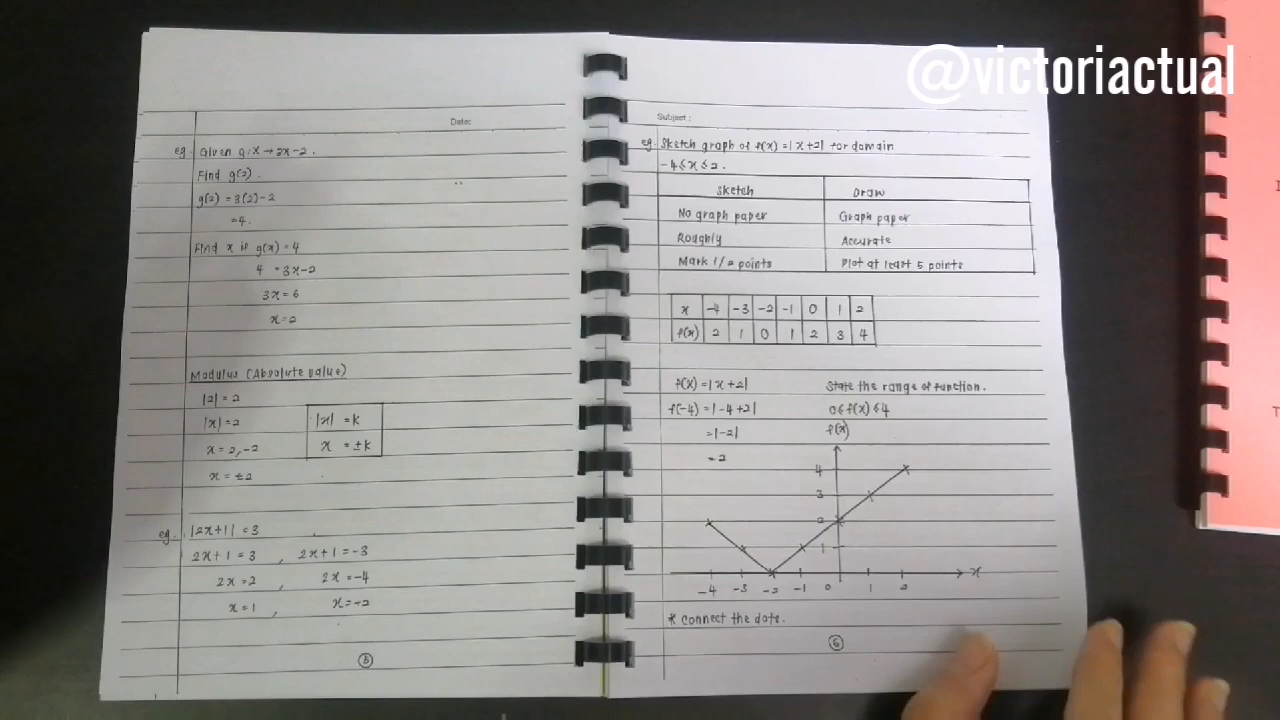 @victoriactual
Date:
eg. Given g:x → 3x-2.
Find g(2).
g(2) = 3(2)-2
=4.
Find x if g(x) = 4
4 = 3x-2
3x = 6
x = 2
Modulus (Absolute value)
|2| = 2
|x| = 2
x = 2, -2
x = ±2
|x| = k
x = ±k
eg. |2x+1| = 3
2x+1 = 3 , 2x+1 = -3
2x = 2 , 2x = -4
x = 1 , x = -2
Subject :
eg. Sketch graph of f(x) = |x+2| for domain
-4 ≤ x ≤ 2.
Sketch Draw
No graph paper Graph paper
Roughly Accurate
Mark 1/2 points Plot at least 5 points
x -4 -3 -2 -1 0 1 2
f(x) 2 1 0 1 2 3 4
f(x) = |x+2| State the range of function.
f(-4) = |-4+2| 0 ≤ f(x) ≤ 4
= |-2|
= 2
f(x)
4
3
2
1
x
-4 -3 -2 -1 0 1 2
* Connect the dots.
6